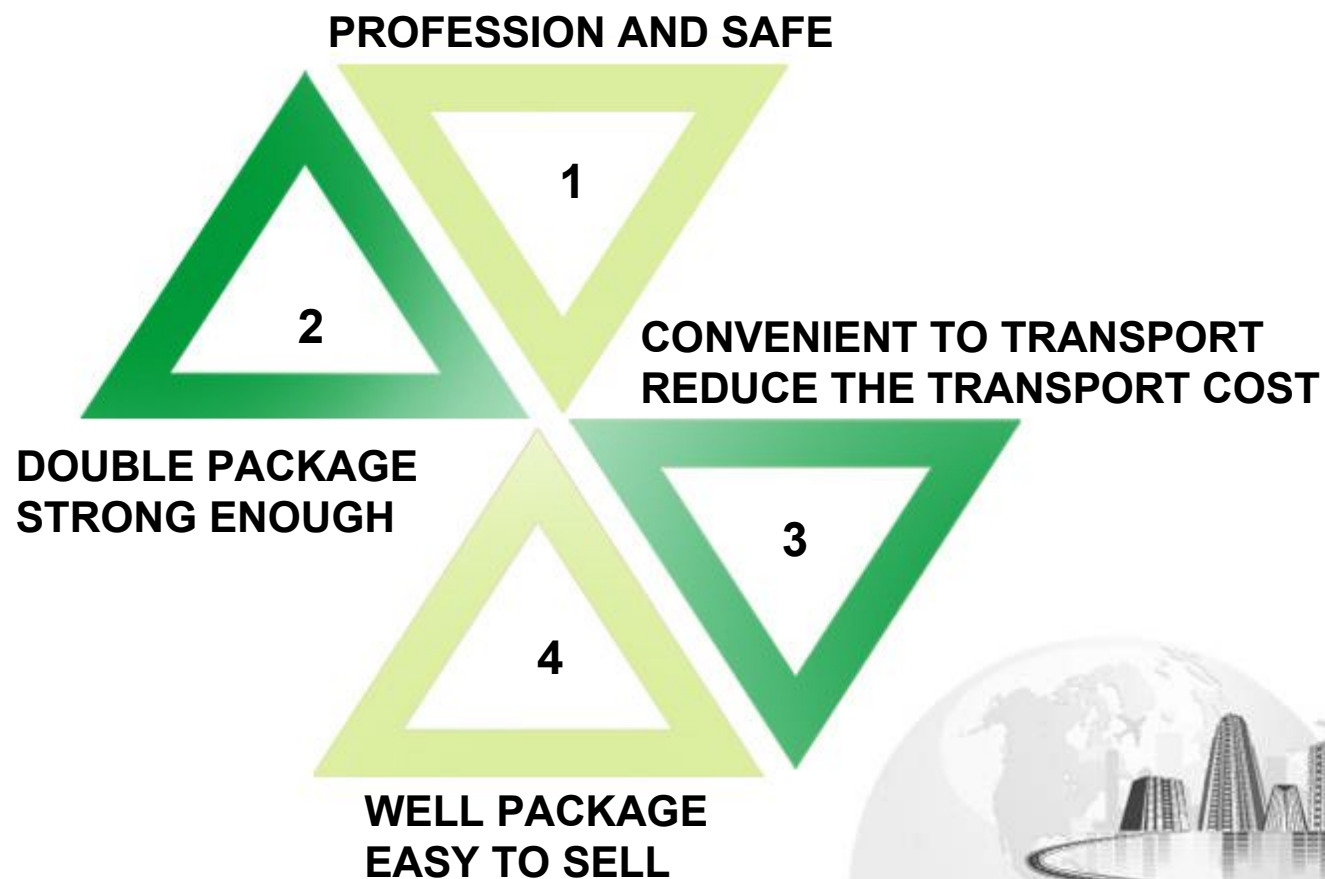 PROFESSION AND SAFE
1
2
CONVENIENT TO TRANSPORT
REDUCE THE TRANSPORT COST
DOUBLE PACKAGE
STRONG ENOUGH
3
4
WELL PACKAGE
EASY TO SELL